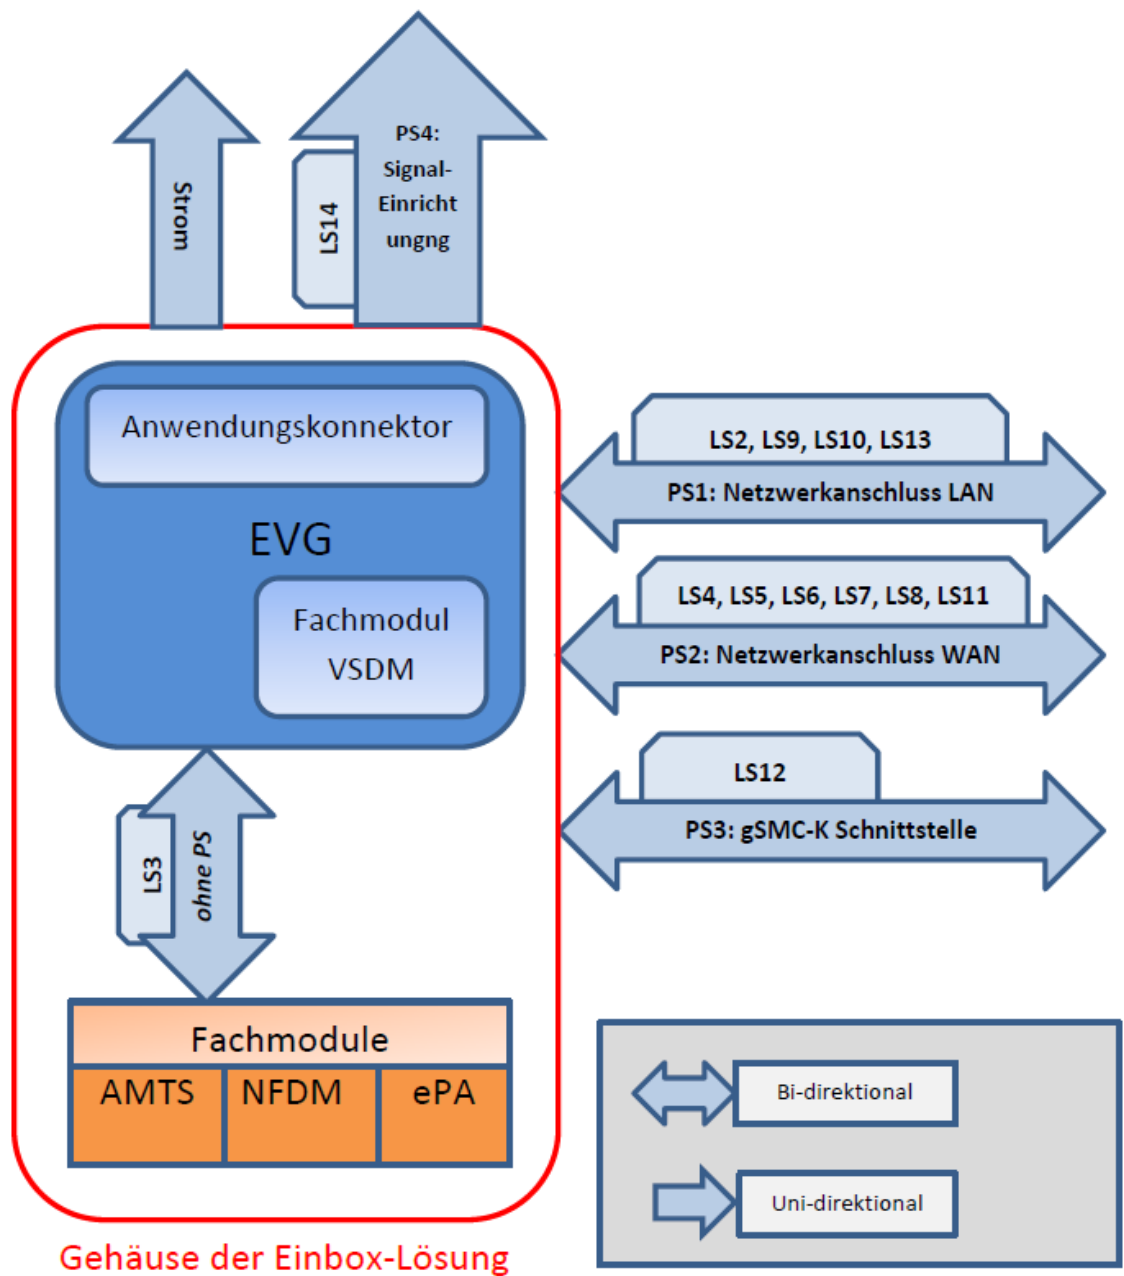 Strom
LS14
PS4:
Signal-
Einricht
ungng
Anwendungskonnektor
EVG
Fachmodul
VSDM
LS2, LS9, LS10, LS13
PS1: Netzwerkanschluss LAN
LS4, LS5, LS6, LS7, LS8, LS11
PS2: Netzwerkanschluss WAN
LS12
PS3: gSMC-K Schnittstelle
LS3
ohne PS
Fachmodule
AMTS
NFDM
ePA
Bi-direktional
Uni-direktional
Gehäuse der Einbox-Lösung